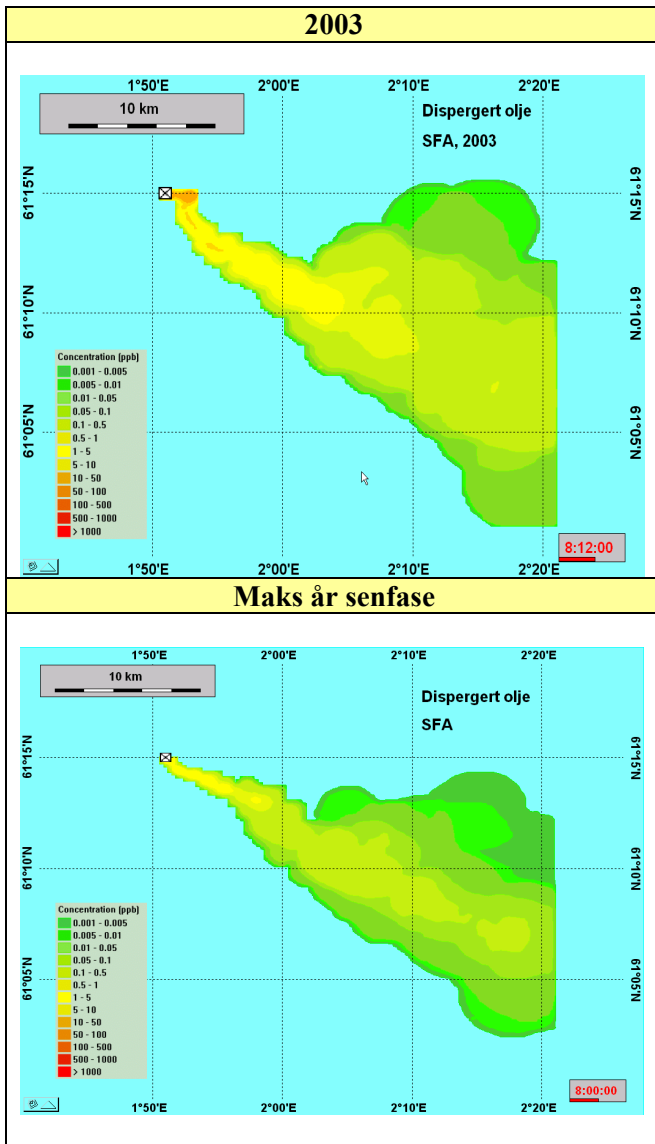 2003
1°50'E 2°00'E 2°10'E 2°20'E
10 km
Dispergert olje
SFA, 2003
61°15'N 61°15'N
61°10'N 61°10'N
61°05'N 61°05'N
Concentration [ppb]
0.001 - 0.005
0.005 - 0.01
0.01 - 0.05
0.05 - 0.1
0.1 - 0.5
0.5 - 1
1 - 5
5 - 10
10 - 50
50 - 100
100 - 500
500 - 1000
> 1000
8:12:00
1°50'E 2°00'E 2°10'E 2°20'E
Maks år senfase
1°50'E 2°00'E 2°10'E 2°20'E
10 km
Dispergert olje
SFA
61°15'N 61°15'N
61°10'N 61°10'N
61°05'N 61°05'N
Concentration [ppb]
0.001 - 0.005
0.005 - 0.01
0.01 - 0.05
0.05 - 0.1
0.1 - 0.5
0.5 - 1
1 - 5
5 - 10
10 - 50
50 - 100
100 - 500
500 - 1000
> 1000
8:00:00
1°50'E 2°00'E 2°10'E 2°20'E